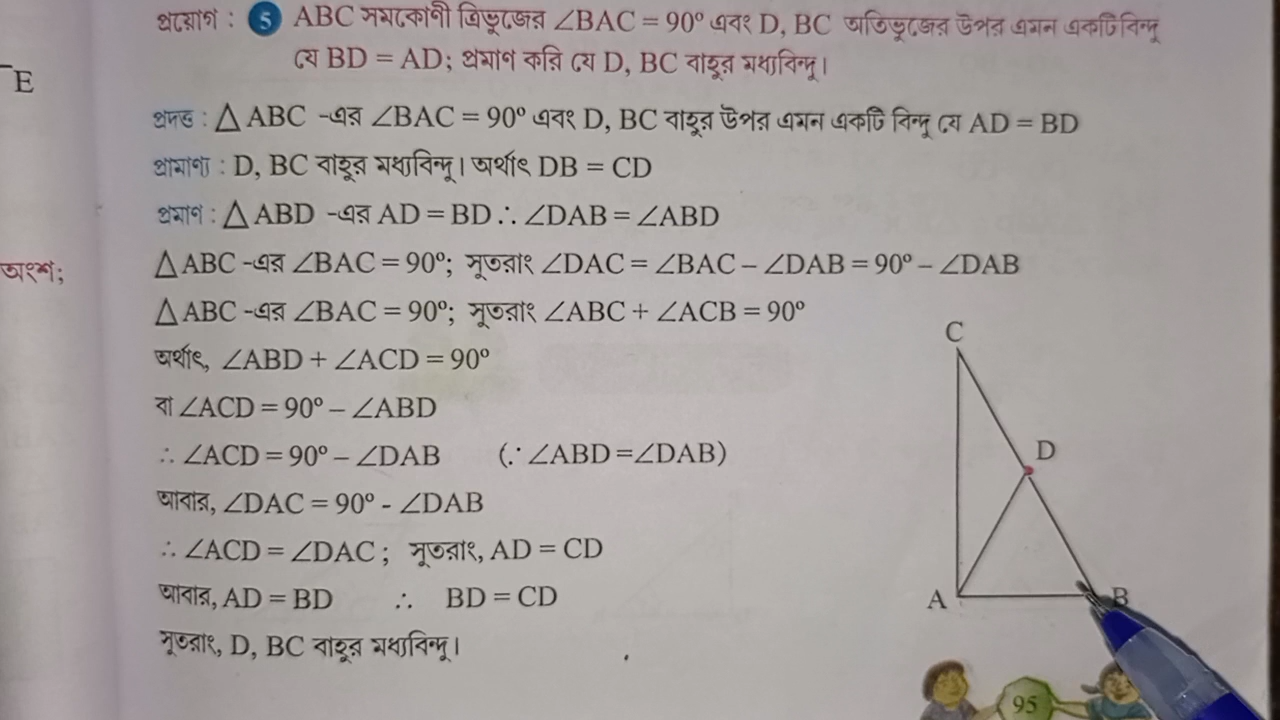 প্রয়োগ : 5 ABC সমকোণী ত্রিভুজের ∠BAC = 90° এবং D, BC অতিভুজের উপর এমন একটি বিন্দু
যে BD = AD; প্রমাণ করি যে D, BC বাহুর মধ্যবিন্দু।
E
প্রদত্ত : △ ABC -এর ∠BAC = 90° এবং D, BC বাহুর উপর এমন একটি বিন্দু যে AD = BD
প্রামাণ্য : D, BC বাহুর মধ্যবিন্দু। অর্থাৎ DB = CD
প্রমাণ : △ ABD -এর AD = BD ∴ ∠DAB = ∠ABD
অংশ;
△ ABC -এর ∠BAC = 90°; সুতরাং ∠DAC = ∠BAC – ∠DAB = 90° – ∠DAB
△ ABC -এর ∠BAC = 90°; সুতরাং ∠ABC + ∠ACB = 90°
অর্থাৎ, ∠ABD + ∠ACD = 90°
বা ∠ACD = 90° – ∠ABD
∴ ∠ACD = 90° – ∠DAB (∵ ∠ABD = ∠DAB)
আবার, ∠DAC = 90° - ∠DAB
∴ ∠ACD = ∠DAC ; সুতরাং, AD = CD
আবার, AD = BD ∴ BD = CD
সুতরাং, D, BC বাহুর মধ্যবিন্দু।
C
D
A
B
95